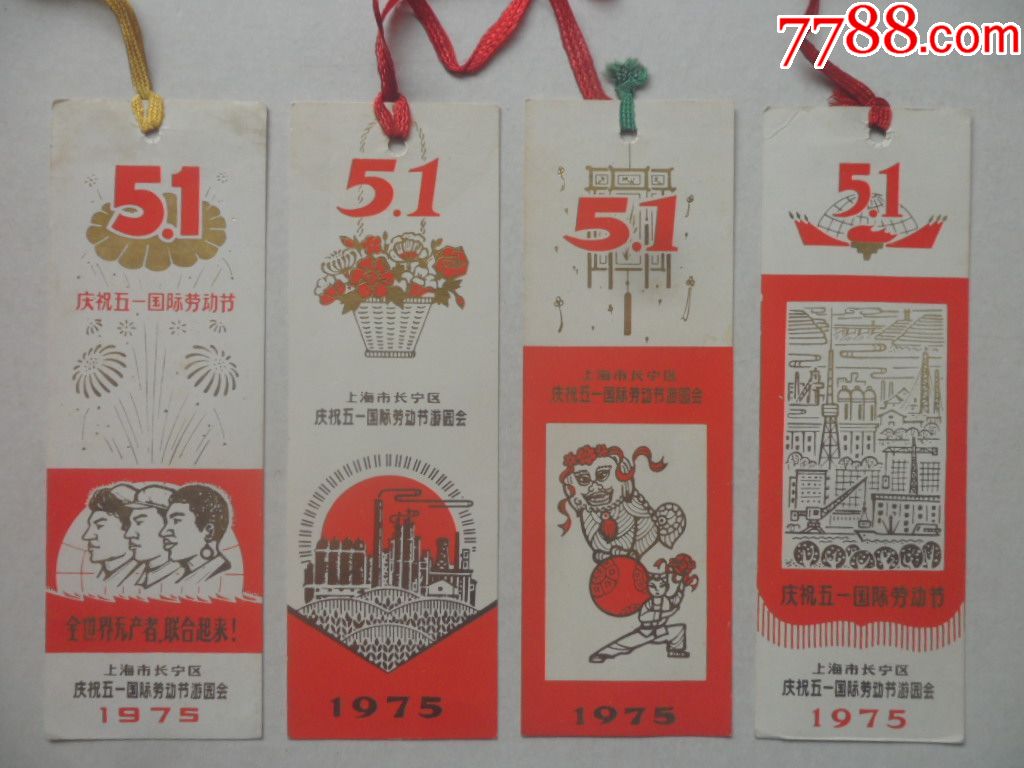 7788.com
5.1
庆祝五一国际劳动节
全世界无产者,联合起来!
上海市长宁区
庆祝五一国际劳动节游园会
1975
5.1
上海市长宁区
庆祝五一国际劳动节游园会
1975
5.1
上海市长宁区
庆祝五一国际劳动节游园会
1975
5.1
庆祝五一国际劳动节
上海市长宁区
庆祝五一国际劳动节游园会
1975